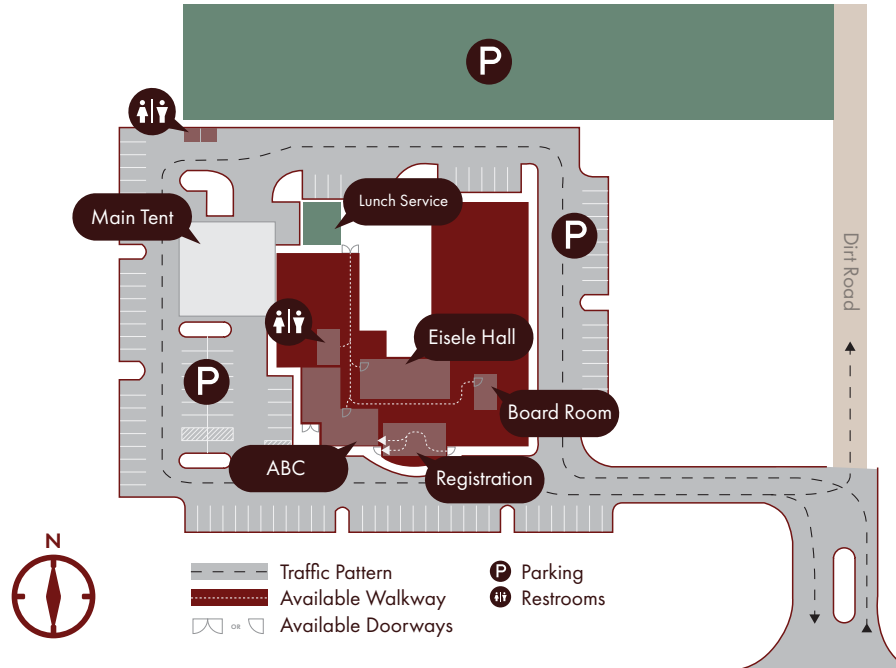 P
Main Tent
Lunch Service
P
Dirt Road
Eisele Hall
P
Board Room
ABC
Registration
N
Traffic Pattern
P Parking
Available Walkway
Restrooms
OR
Available Doorways